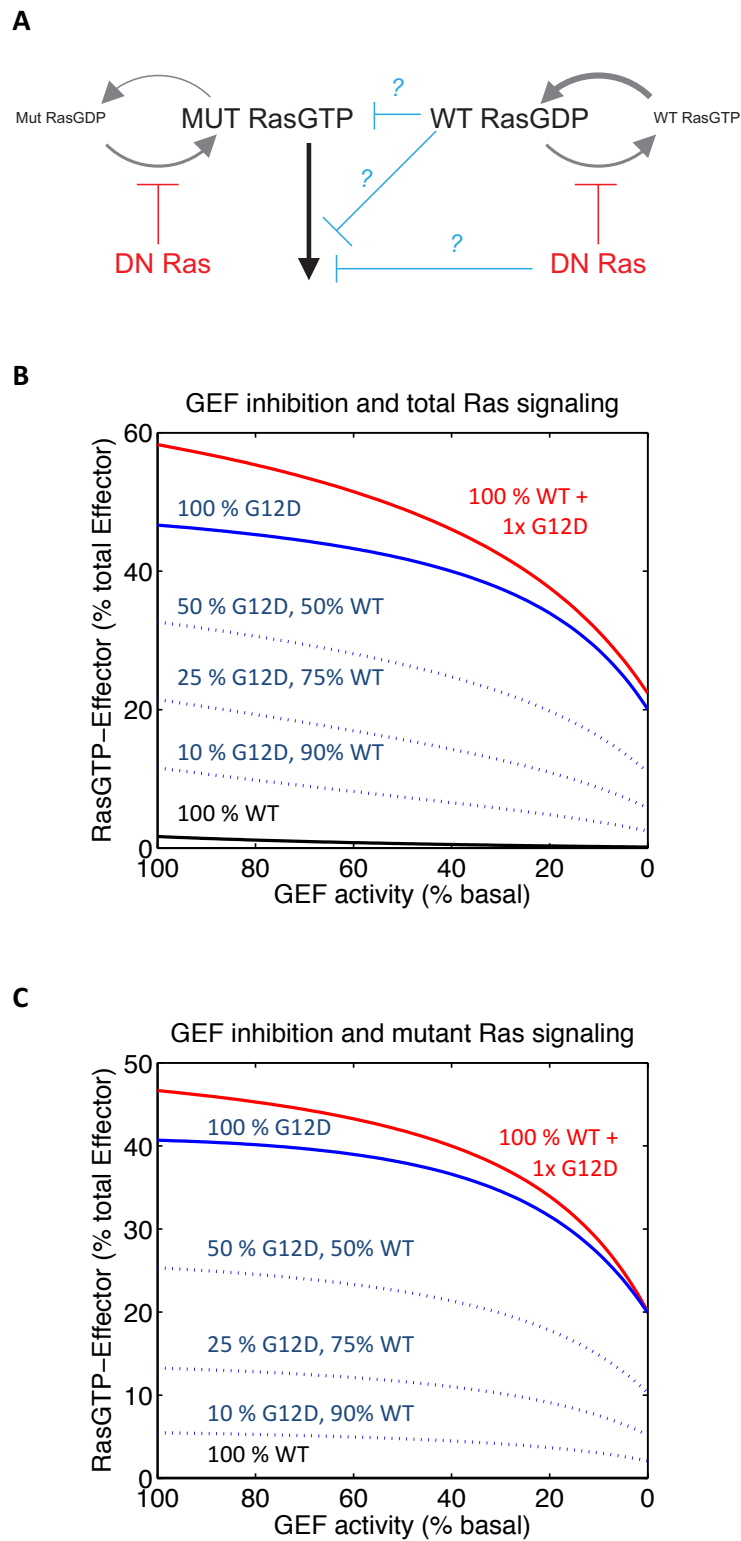 A
?
Mut RasGDP MUT RasGTP WT RasGDP WT RasGTP
?
?
DN Ras DN Ras
B
GEF inhibition and total Ras signaling
RasGTP−Effector (% total Effector)
60
40
20
0
100 % WT +
1x G12D
100 % G12D
50 % G12D, 50% WT
25 % G12D, 75% WT
10 % G12D, 90% WT
100 % WT
100 80 60 40 20 0
GEF activity (% basal)
C
GEF inhibition and mutant Ras signaling
RasGTP−Effector (% total Effector)
50
40
30
20
10
0
100 % G12D
100 % WT +
1x G12D
50 % G12D, 50% WT
25 % G12D, 75% WT
10 % G12D, 90% WT
100 % WT
100 80 60 40 20 0
GEF activity (% basal)